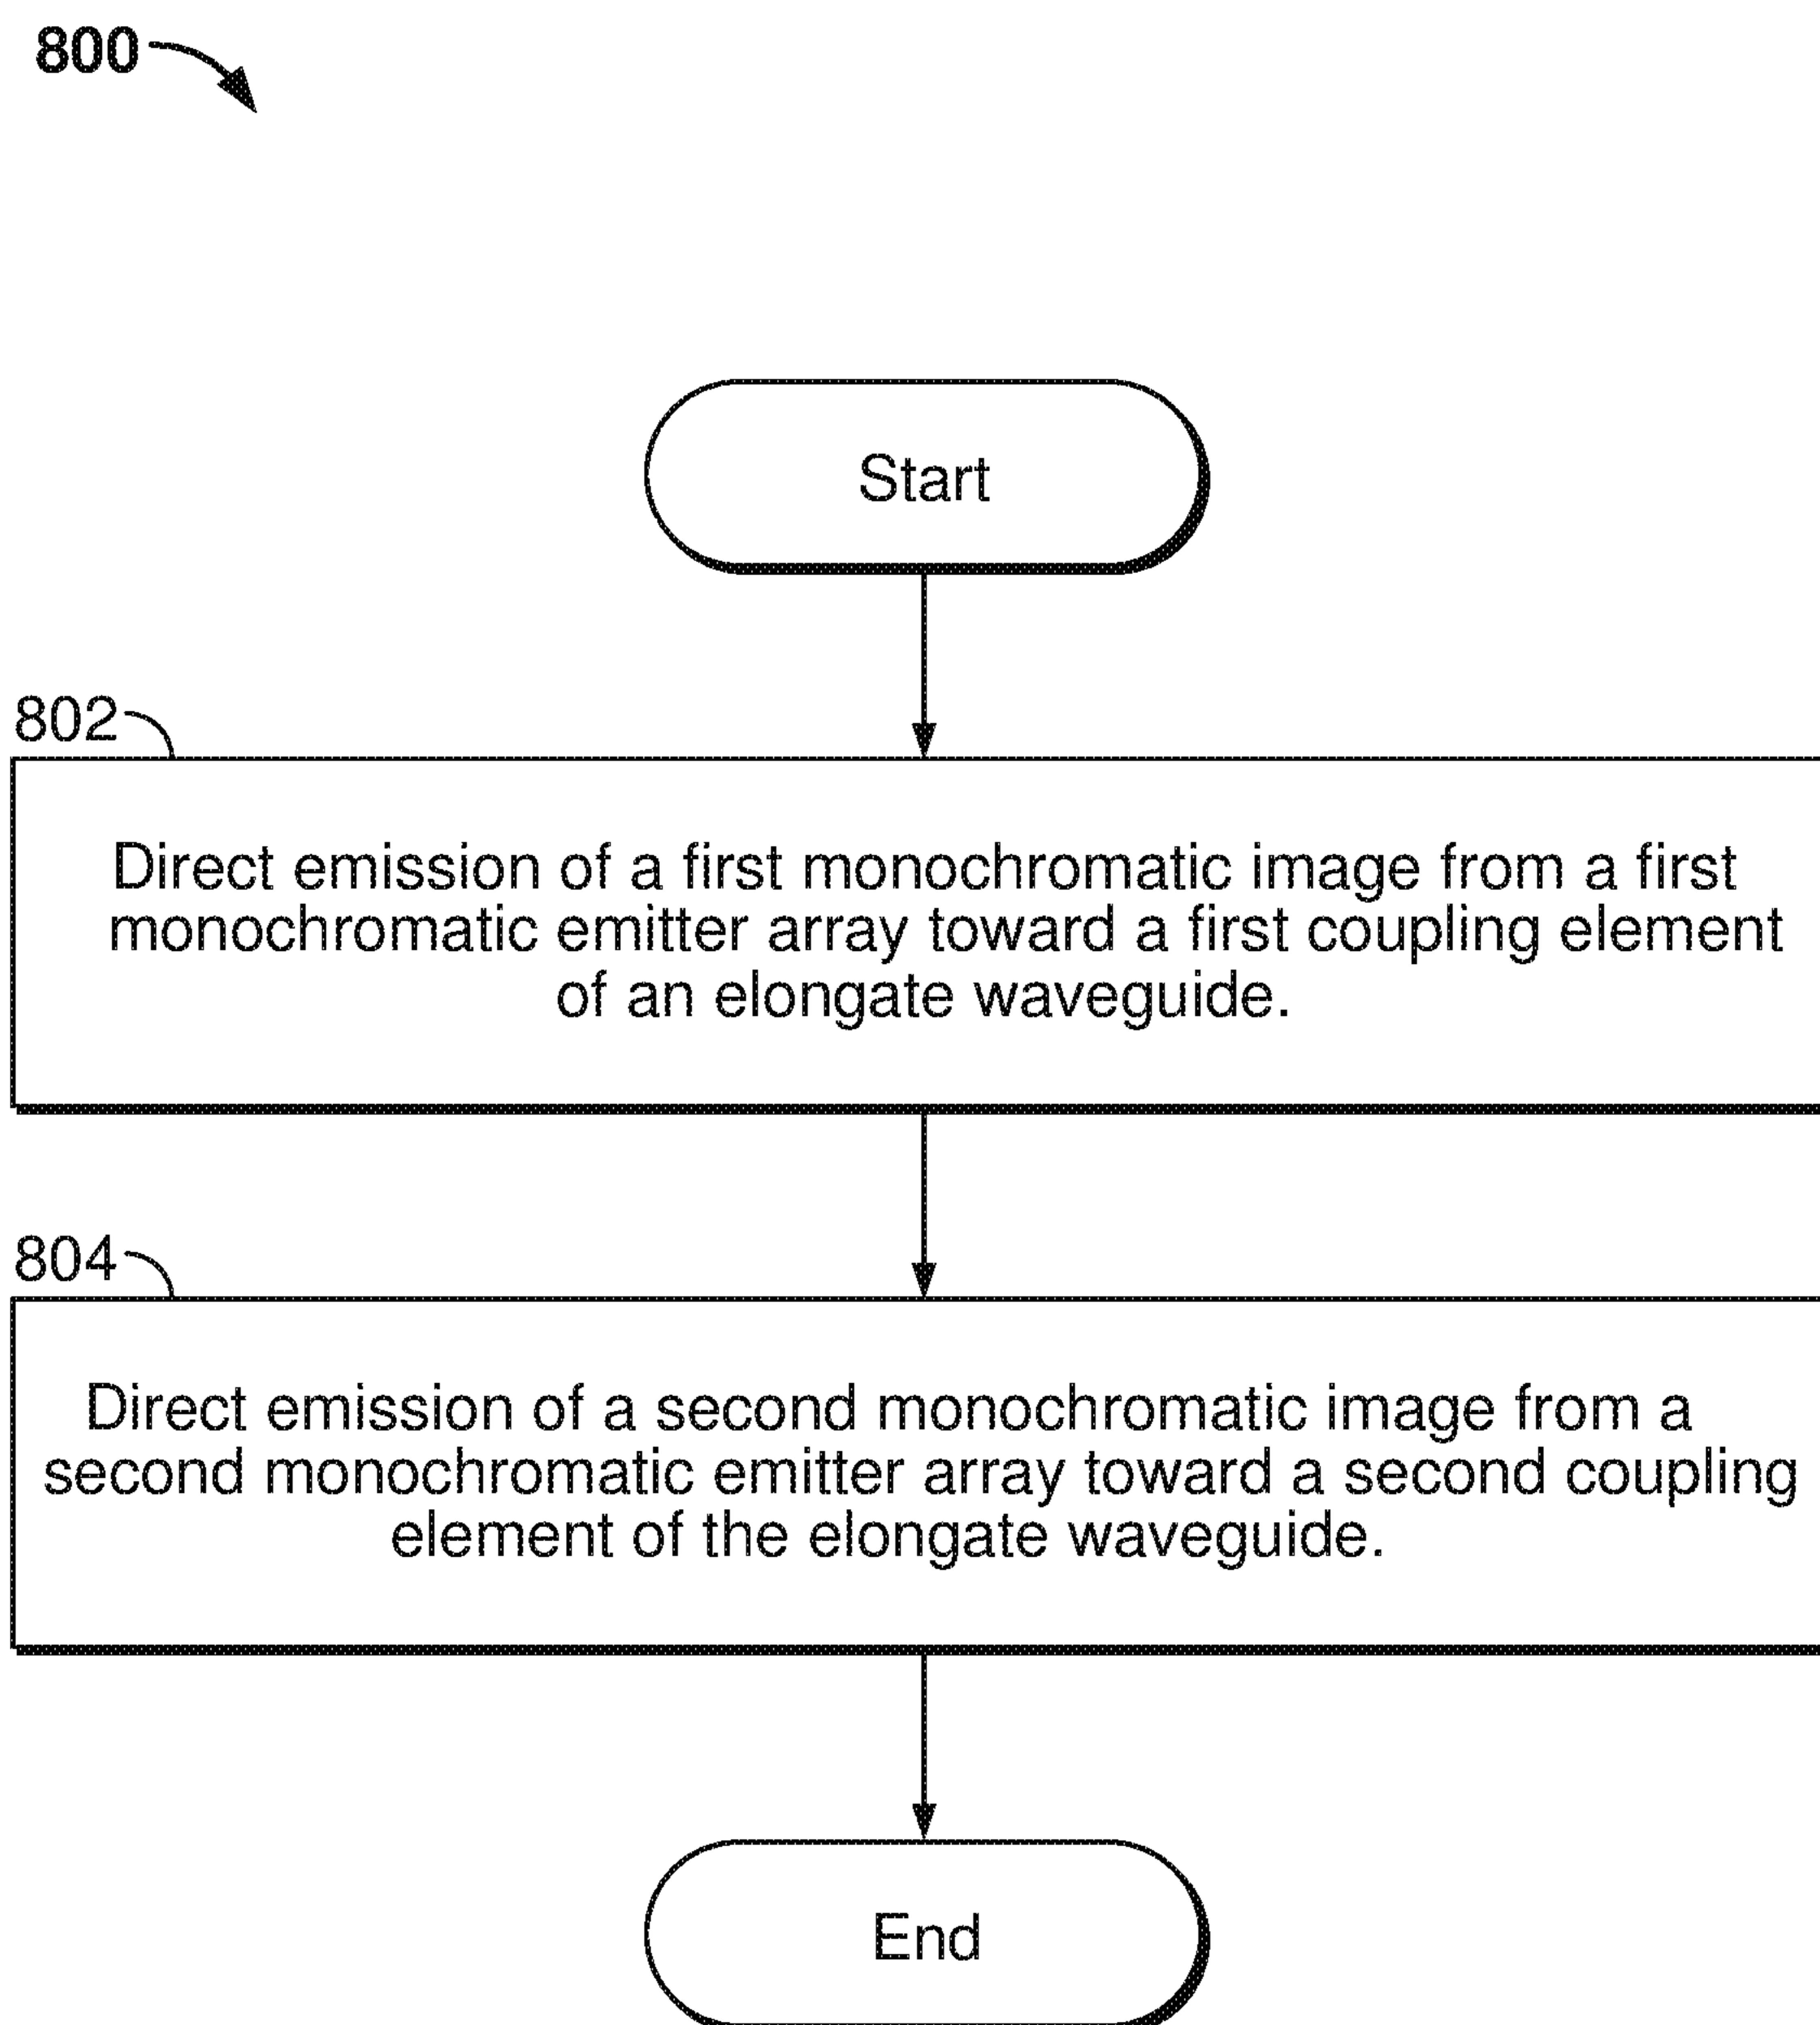 800
Start
802
Direct emission of a first monochromatic image from a first
monochromatic emitter array toward a first coupling element
of an elongate waveguide.
804
Direct emission of a second monochromatic image from a
second monochromatic emitter array toward a second coupling
element of the elongate waveguide.
End